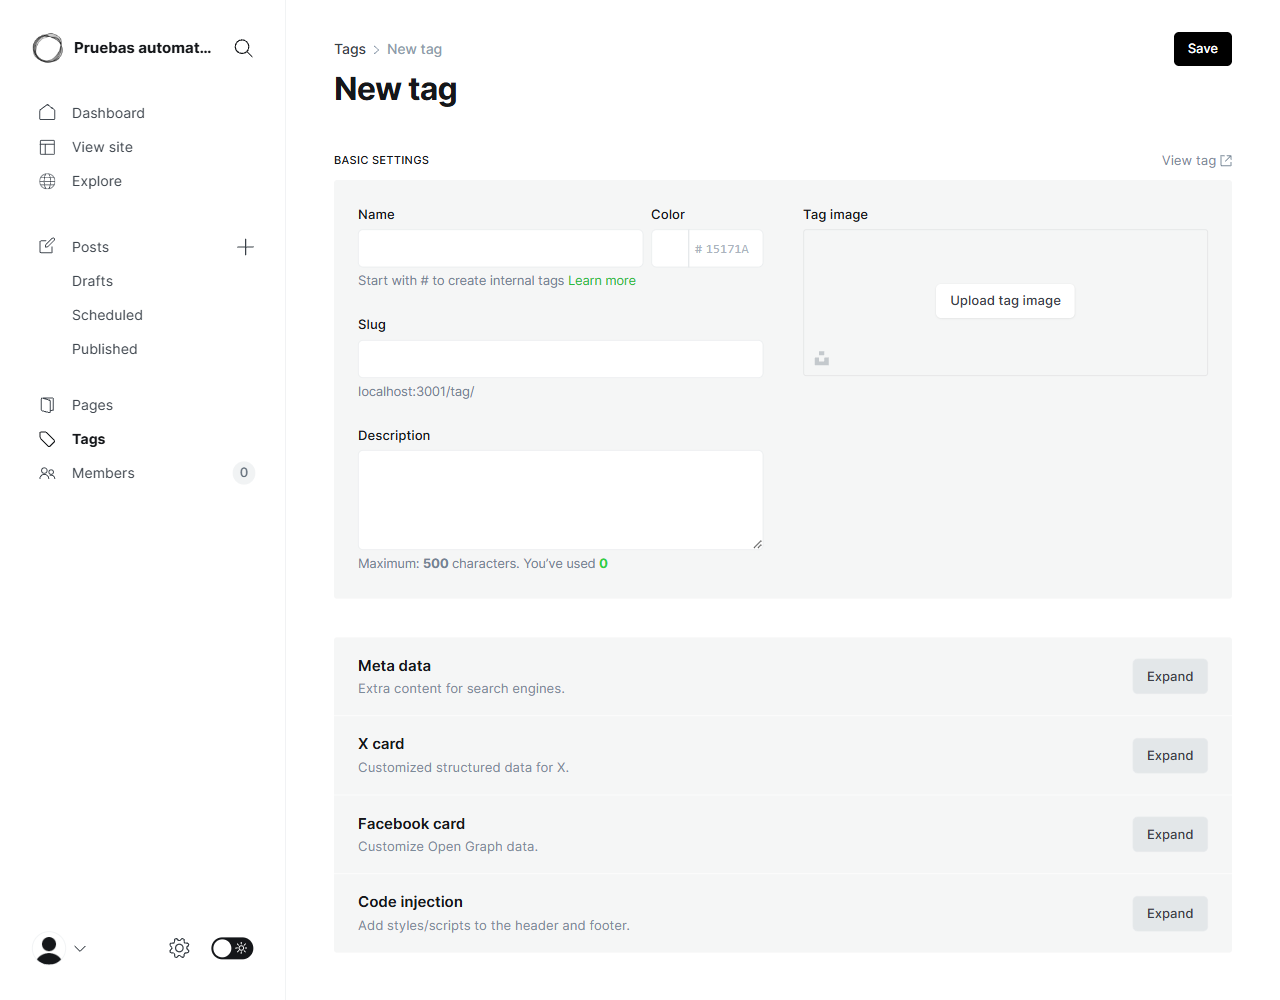 Pruebas automat...
Dashboard
View site
Explore
Posts
Drafts
Scheduled
Published
Pages
Tags
Members
0
Tags > New tag
Save
New tag
BASIC SETTINGS
View tag
Name
Color
# 15171A
Start with # to create internal tags Learn more
Slug
localhost:3001/tag/
Description
Maximum: 500 characters. You’ve used 0
Tag image
Upload tag image
Meta data
Extra content for search engines.
Expand
X card
Customized structured data for X.
Expand
Facebook card
Customize Open Graph data.
Expand
Code injection
Add styles/scripts to the header and footer.
Expand